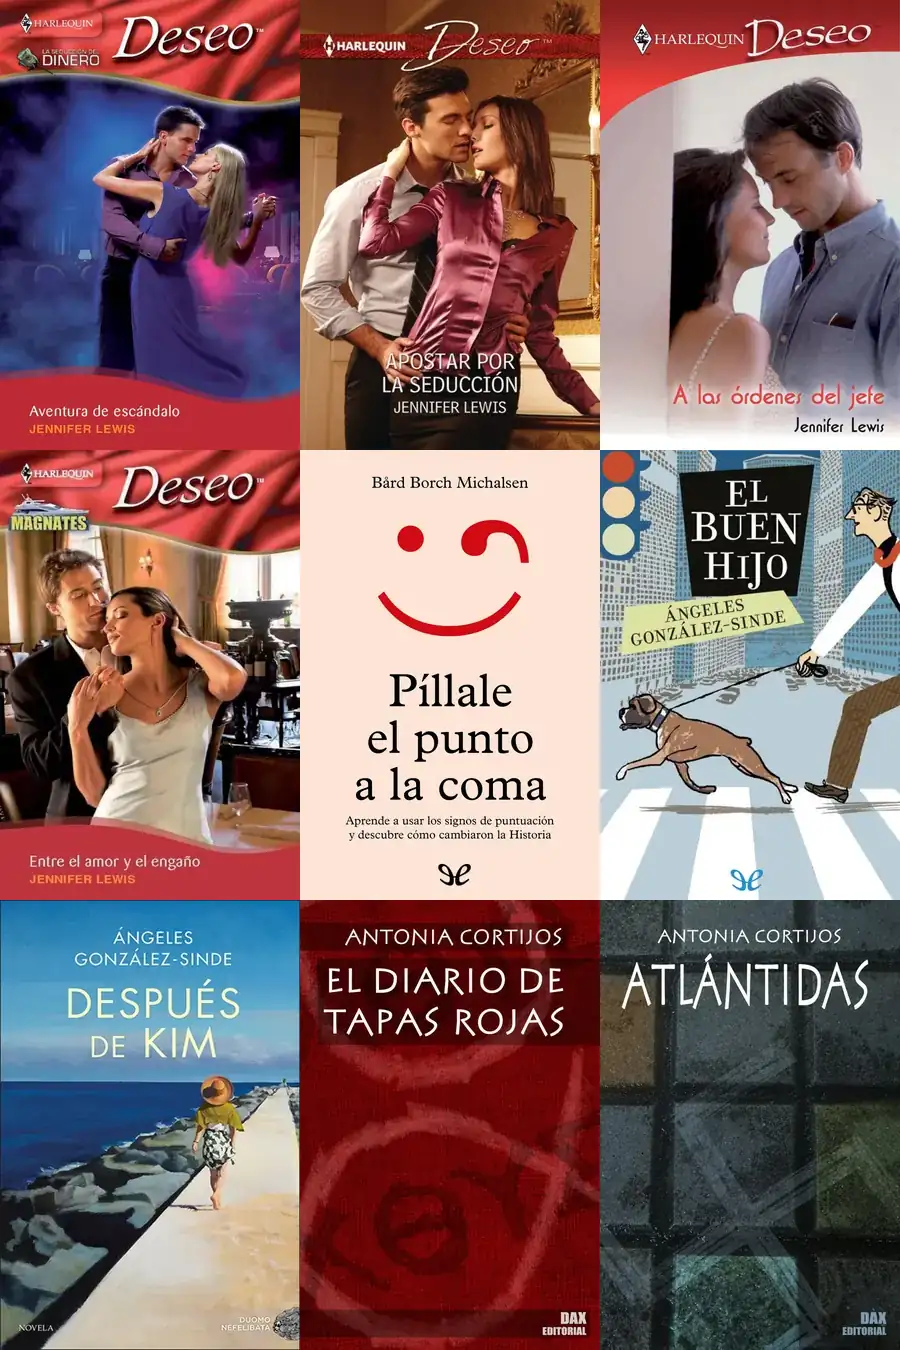 HARLEQUIN
Deseo™
LA SEDUCCIÓN DEL
DINERO
Aventura de escándalo
JENNIFER LEWIS
HARLEQUIN Deseo™
APOSTAR POR
LA SEDUCCIÓN
JENNIFER LEWIS
HARLEQUIN Deseo
A las órdenes del jefe
Jennifer Lewis
HARLEQUIN
Deseo™
MAGNATES
Entre el amor y el engaño
JENNIFER LEWIS
Bård Borch Michalsen
Píllale
el punto
a la coma
Aprende a usar los signos de puntuación
y descubre cómo cambiaron la Historia
EL
BUEN
HIJO
ÁNGELES
GONZÁLEZ-SINDE
ÁNGELES
GONZÁLEZ-SINDE
DESPUÉS
DE KIM
NOVELA
DUOMO
NEFELIBATA
ANTONIA CORTIJOS
EL DIARIO DE
TAPAS ROJAS
DAX
EDITORIAL
ANTONIA CORTIJOS
ATLÁNTIDAS
DAX
EDITORIAL